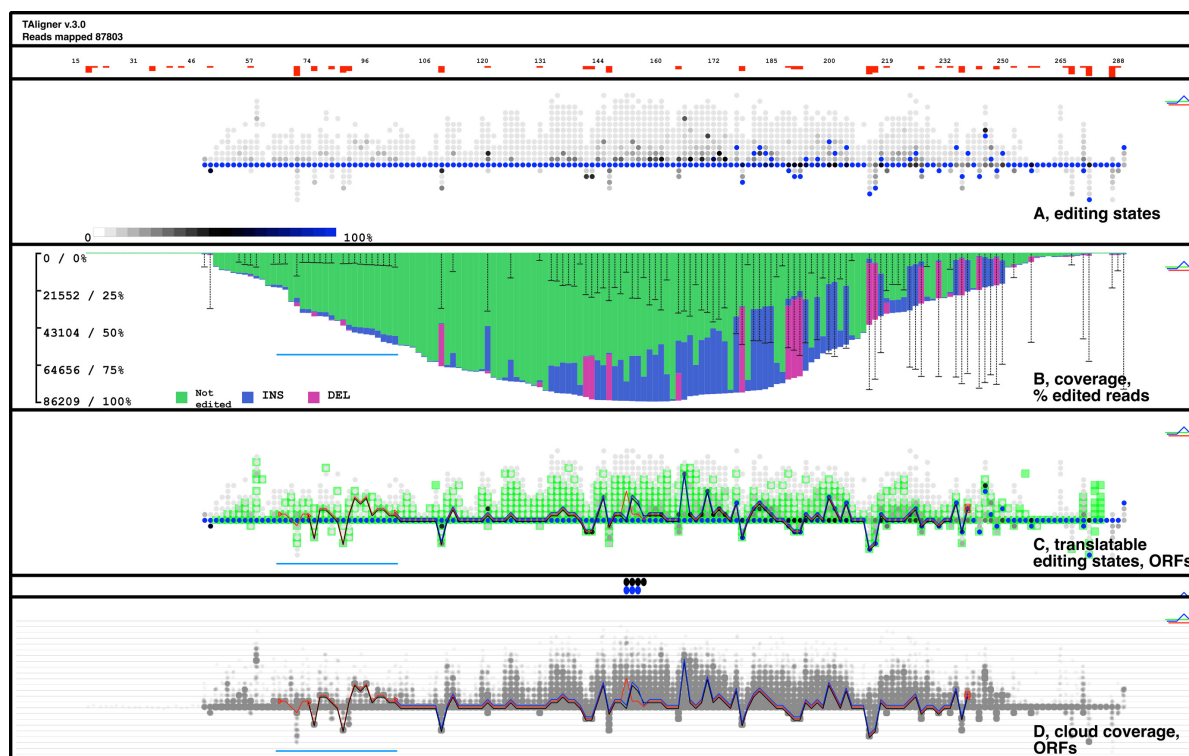 TAligner v.3.0
Reads mapped 87803
15 31 46 56 74 96 106 122 131 144 160 172 185 200 219 232 250 265 288
A, editing states
0 100%
0 / 0%
21552 / 25%
43104 / 50%
64656 / 75%
86209 / 100%
Not edited INS DEL
B, coverage,
% edited reads
C, translatable
editing states, ORFs
D, cloud coverage,
ORFs